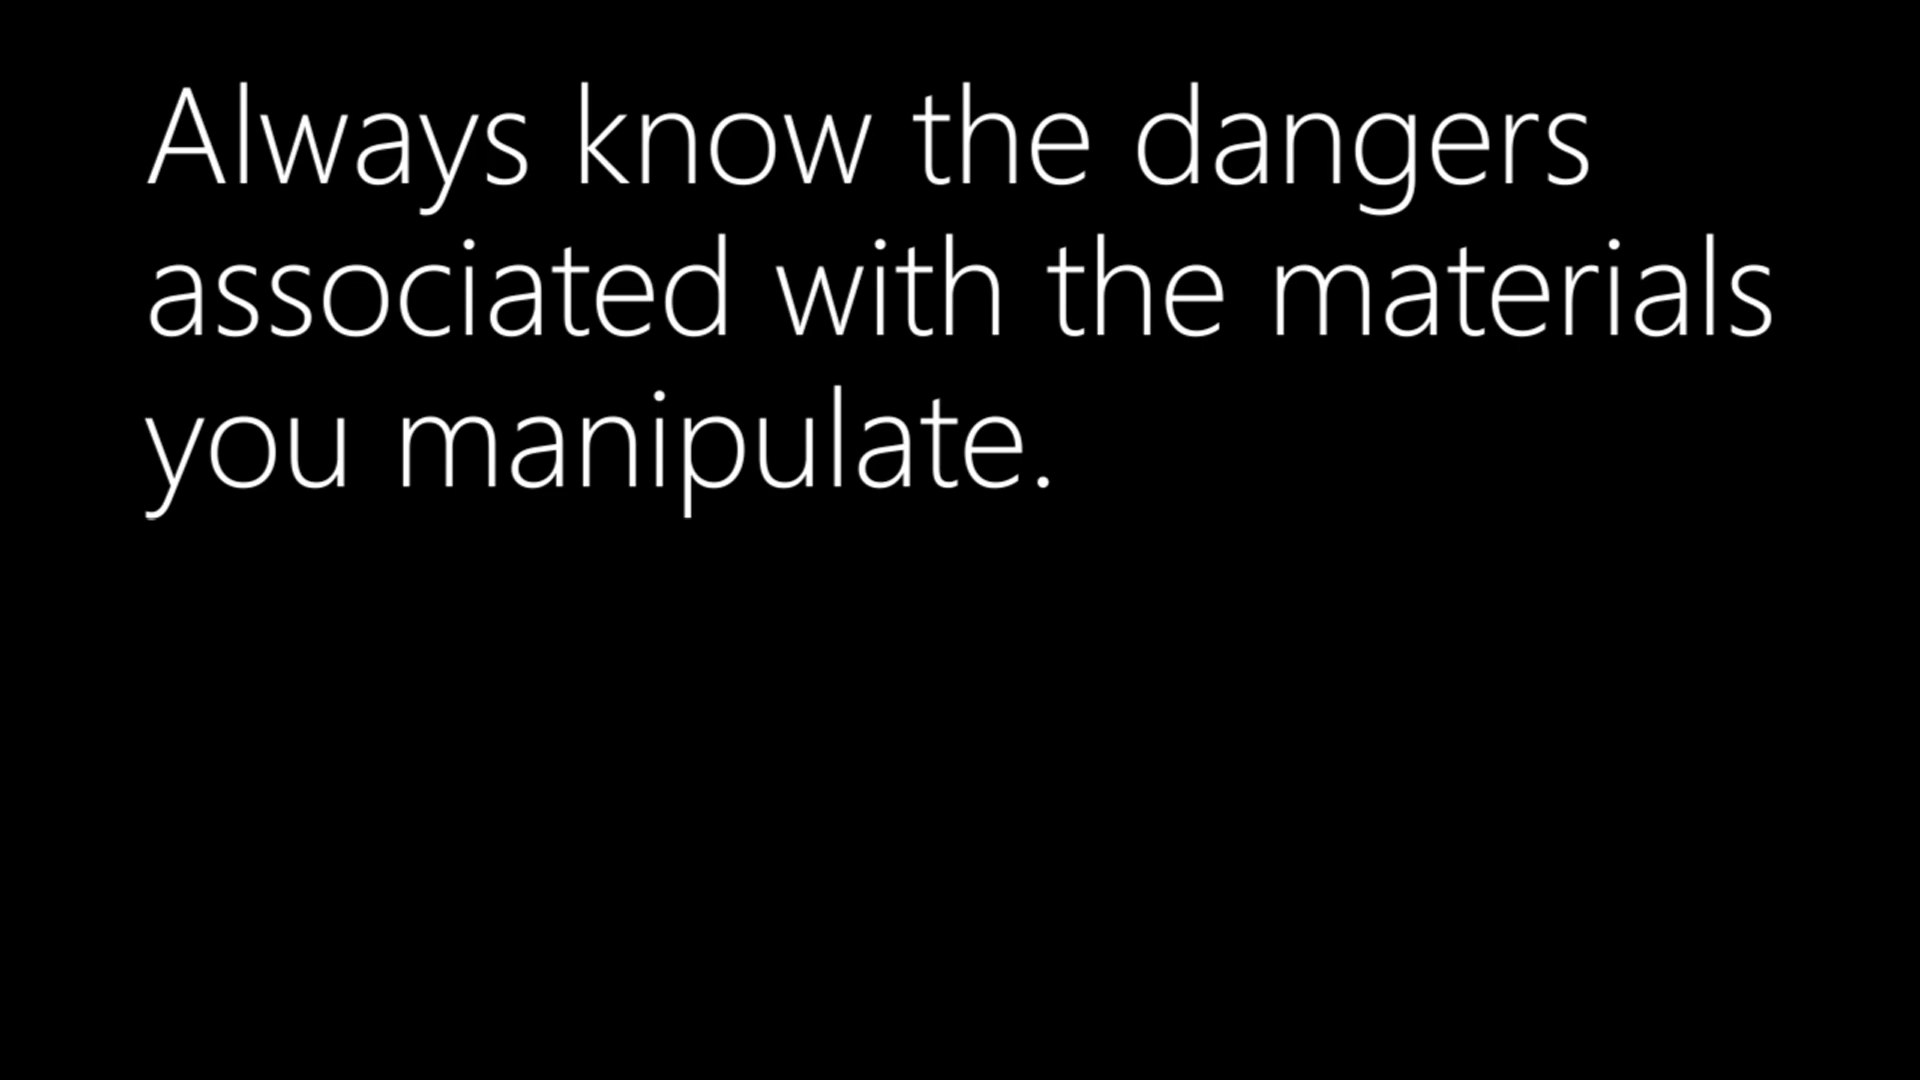 Always know the dangers
associated with the materials
you manipulate.